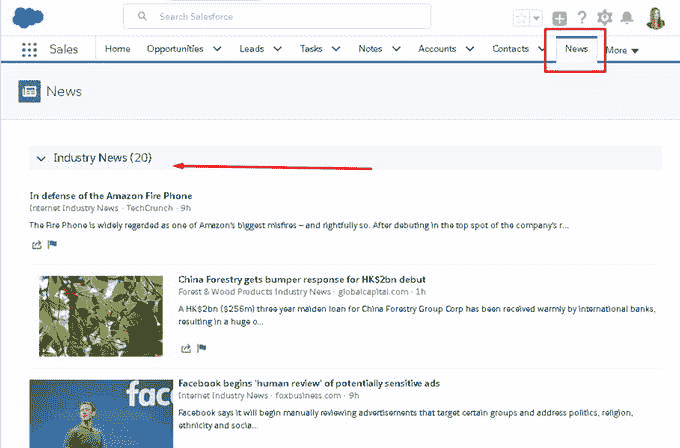 Search Salesforce
Sales Home Opportunities Leads Tasks Notes Accounts Contacts News More
News
Industry News (20)
In defense of the Amazon Fire Phone
Internet Industry News · TechCrunch · 9h
The Fire Phone is widely regarded as one of Amazon's biggest misfires – and rightfully so. After debuting in the top spot of the company's r...
China Forestry gets bumper response for HK$2bn debut
Forest & Wood Products Industry News · globalcapital.com · 1h
A HK$2bn ($256m) three year maiden loan for China Forestry Group Corp has been received warmly by international banks,
resulting in a huge o...
fac
Facebook begins 'human review' of potentially sensitive ads
Internet Industry News · foxbusiness.com · 9h
Facebook says it will begin manually reviewing advertisements that target certain groups and address politics, religion,
ethnicity and socia...